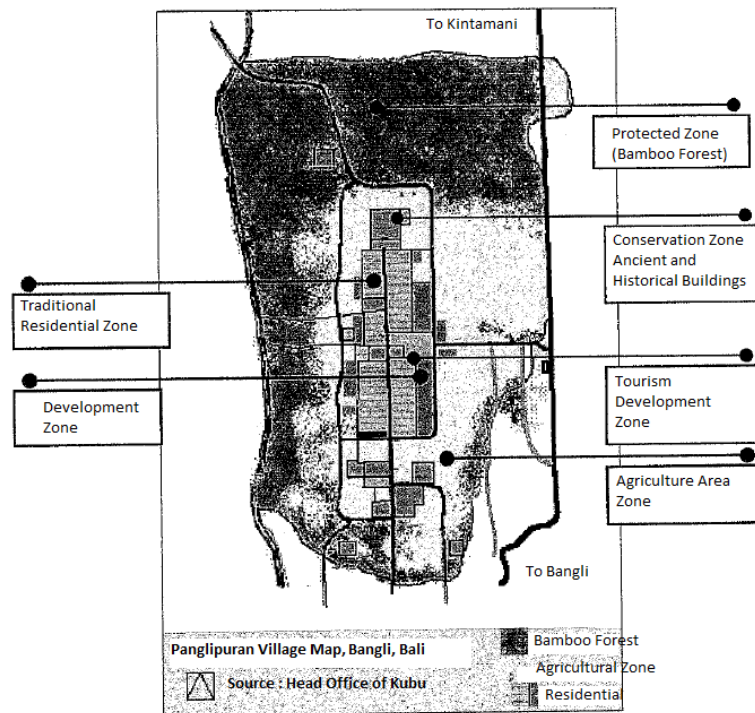 To Kintamani
Protected Zone
(Bamboo Forest)
Conservation Zone
Ancient and
Historical Buildings
Traditional
Residential Zone
Tourism
Development
Zone
Development
Zone
Agriculture Area
Zone
To Bangli
Panglipuran Village Map, Bangli, Bali
Source : Head Office of Kubu
Bamboo Forest
Agricultural Zone
Residential